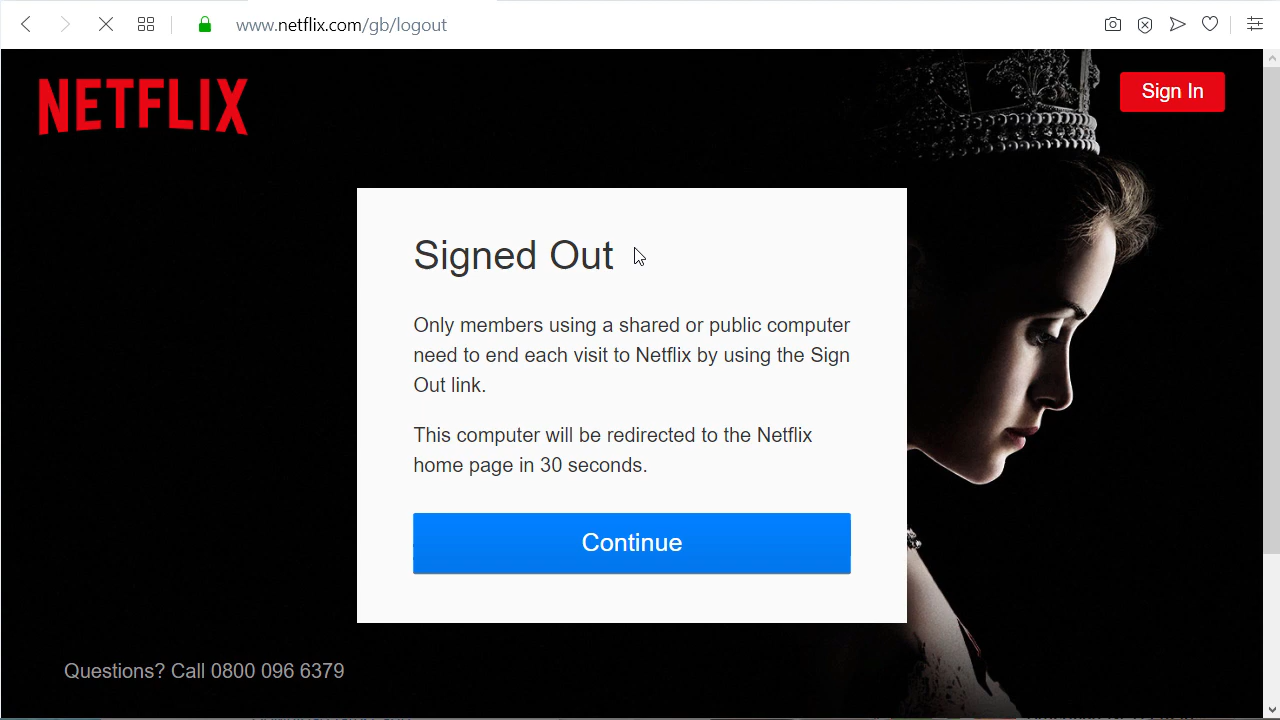 www.netflix.com/gb/logout
NETFLIX
Sign In
Signed Out
Only members using a shared or public computer
need to end each visit to Netflix by using the Sign
Out link.
This computer will be redirected to the Netflix
home page in 30 seconds.
Continue
Questions? Call 0800 096 6379